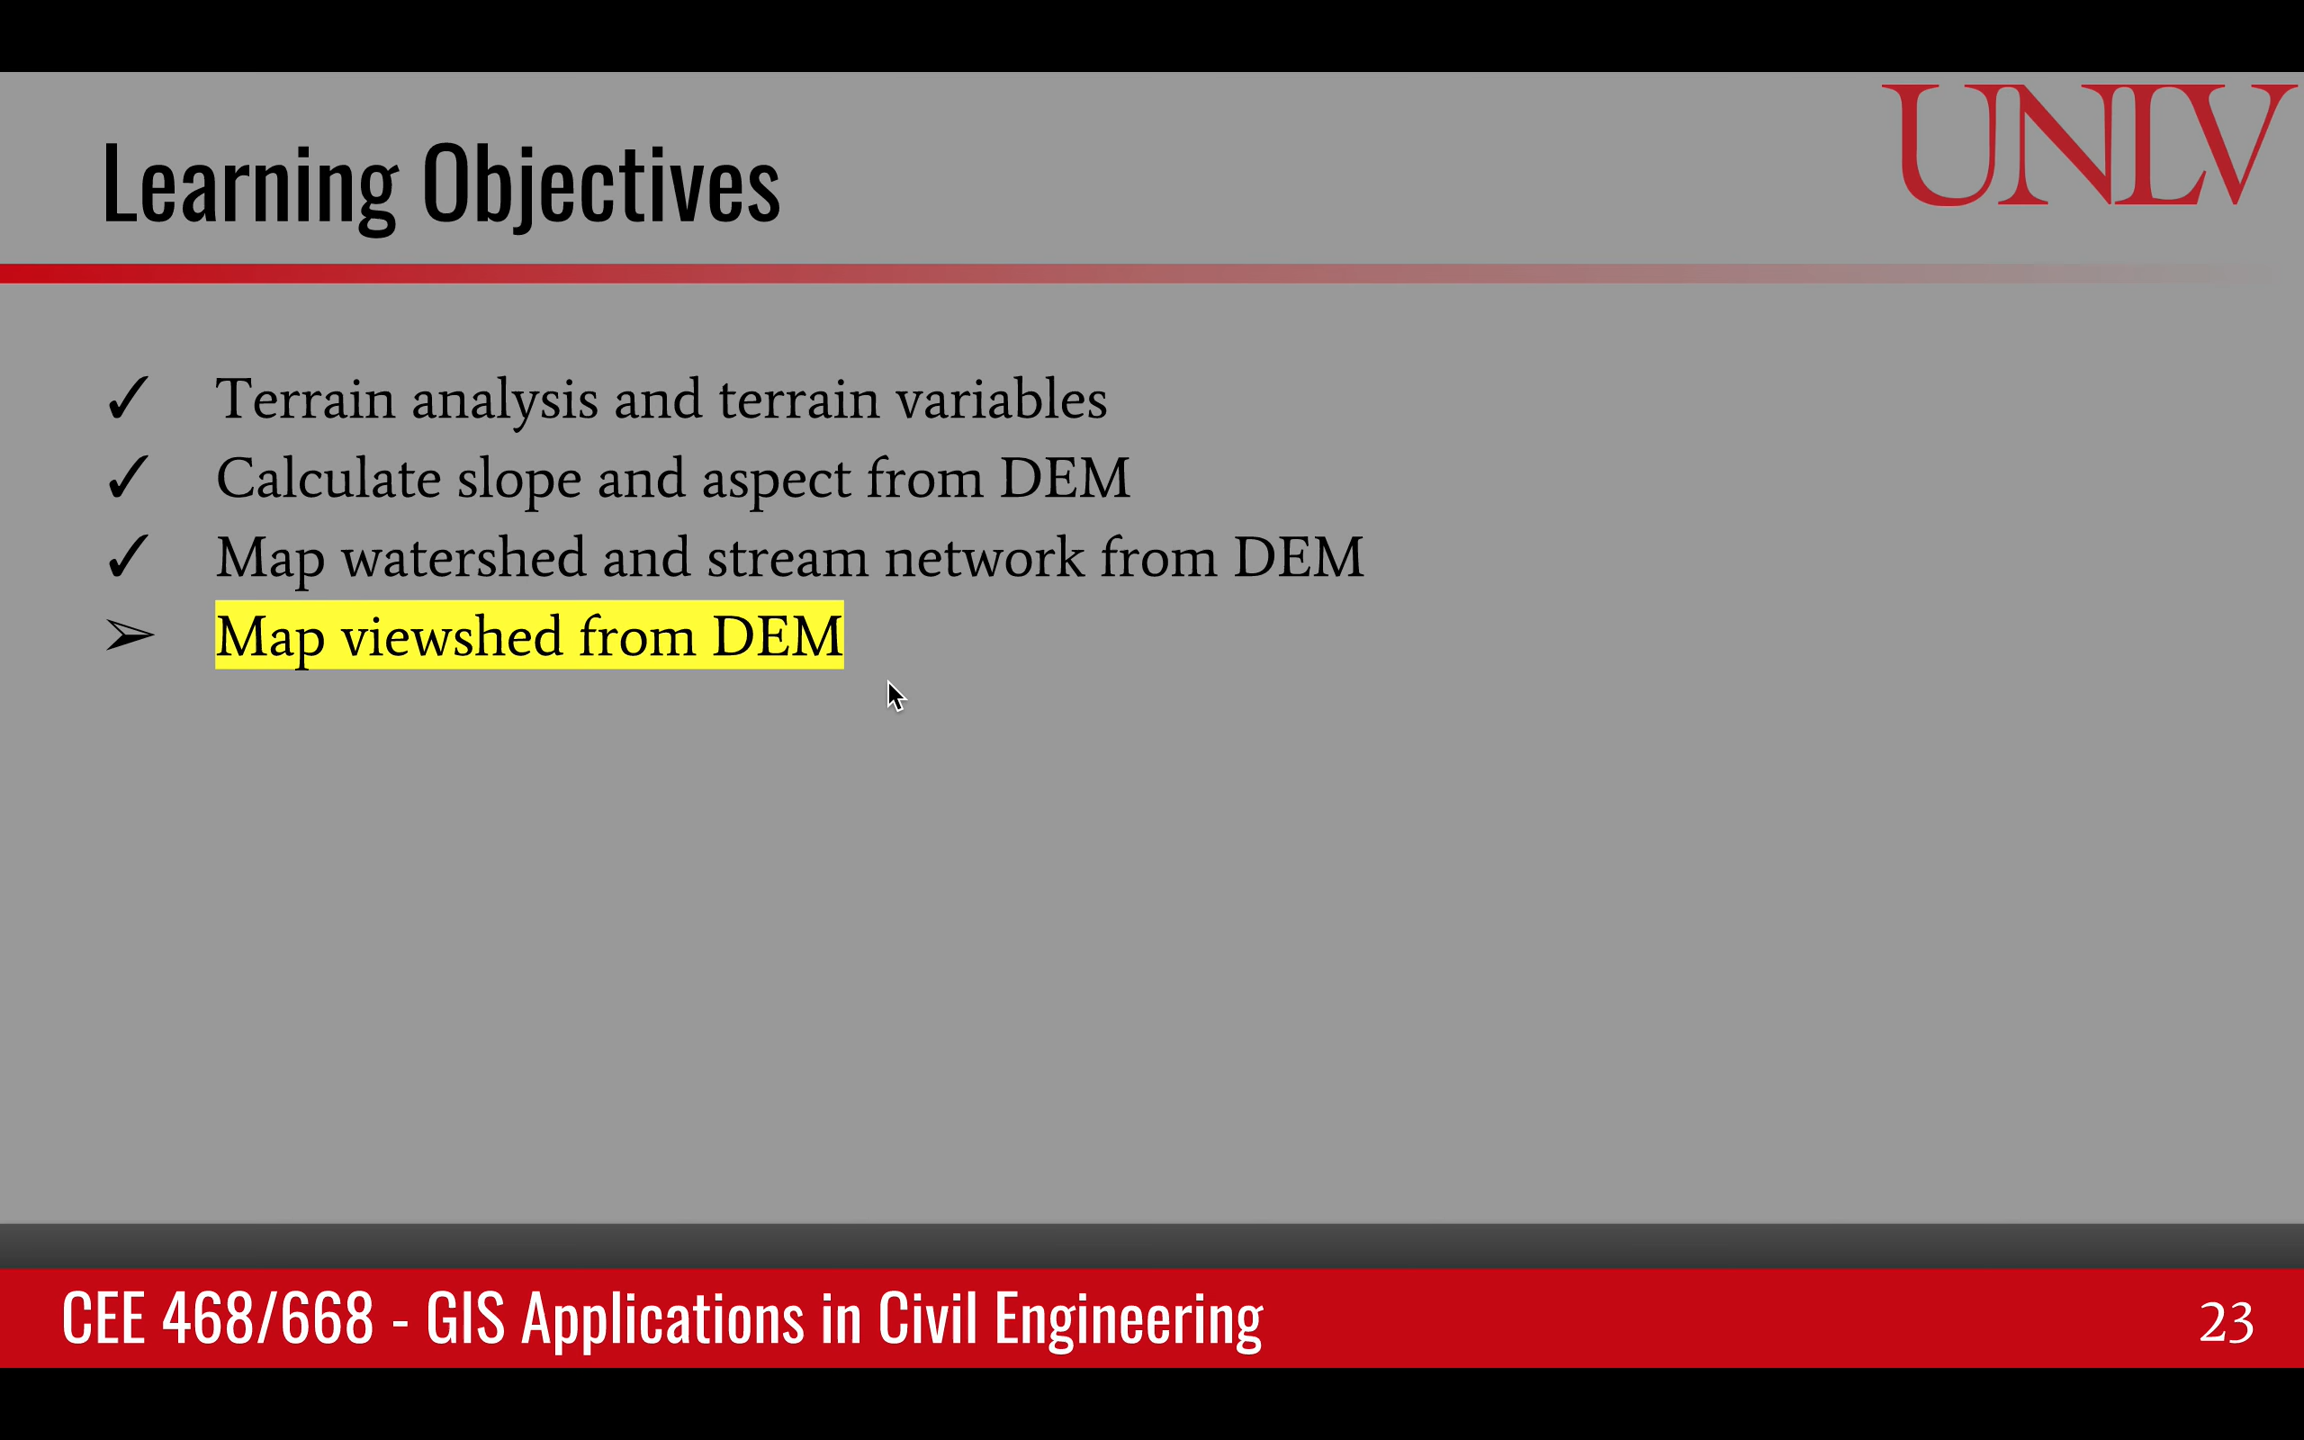 UNLV
Learning Objectives
✓ Terrain analysis and terrain variables
✓ Calculate slope and aspect from DEM
✓ Map watershed and stream network from DEM
➢ Map viewshed from DEM
CEE 468/668 - GIS Applications in Civil Engineering
23